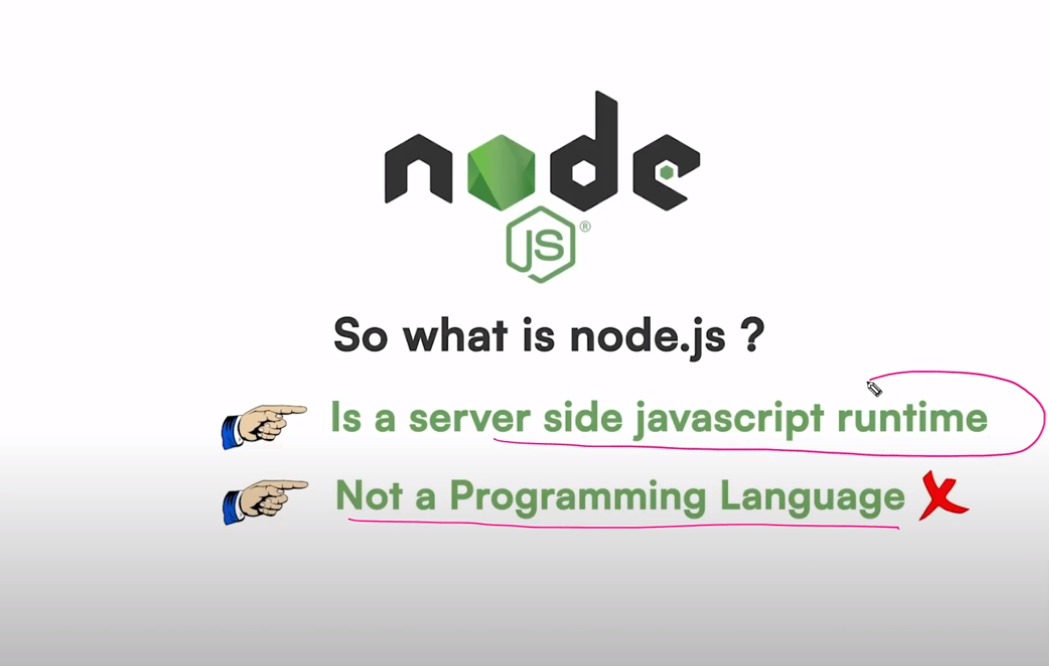 node
JS®
So what is node.js ?
Is a server side javascript runtime
Not a Programming Language